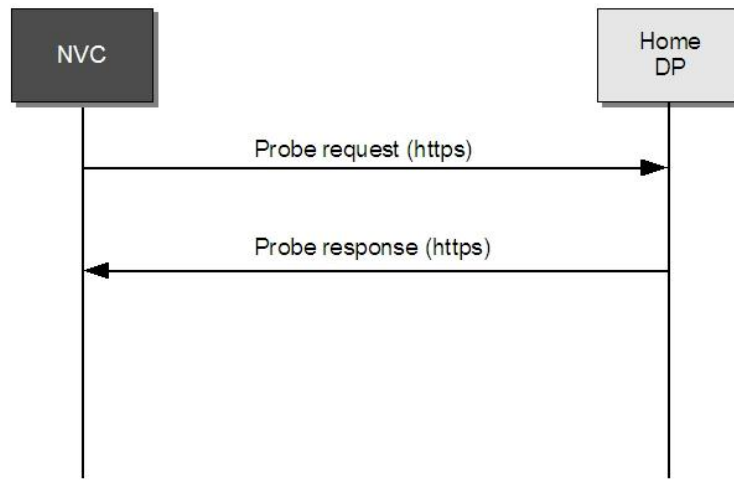 NVC
Home
DP
Probe request (https)
Probe response (https)